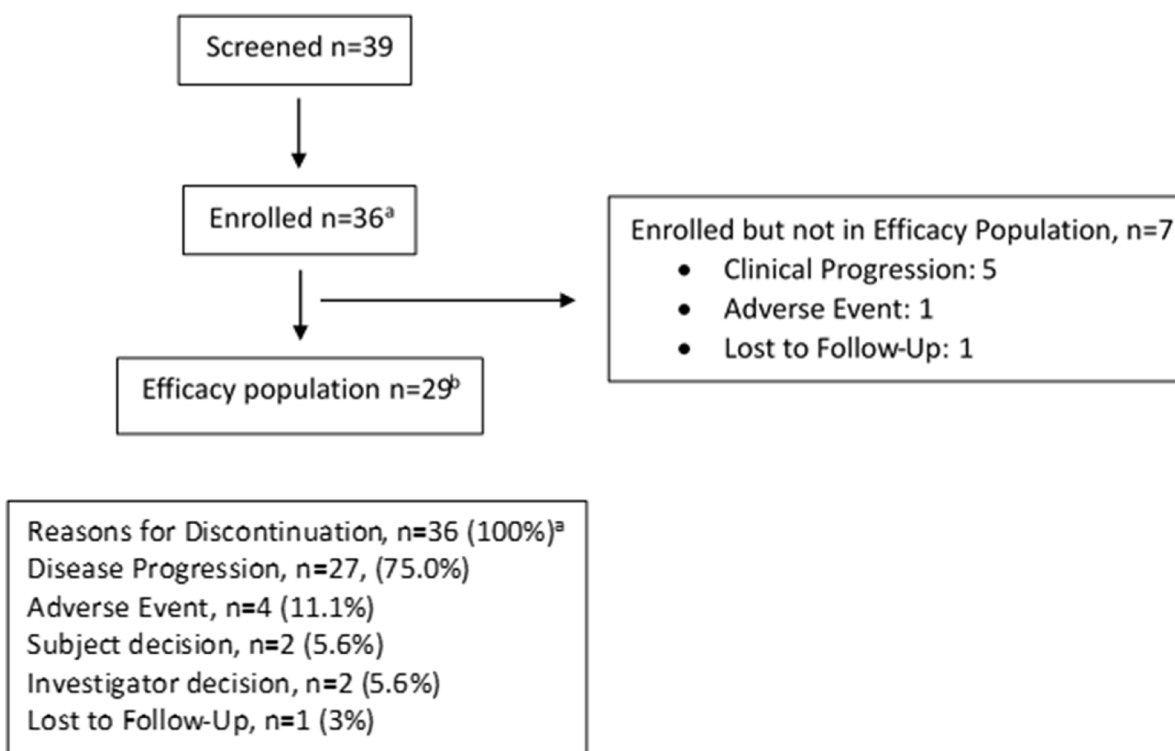 Screened n=39
Enrolled n=36ᵃ
Enrolled but not in Efficacy Population, n=7
• Clinical Progression: 5
• Adverse Event: 1
• Lost to Follow-Up: 1
Efficacy population n=29ᵇ
Reasons for Discontinuation, n=36 (100%)ᵃ
Disease Progression, n=27, (75.0%)
Adverse Event, n=4 (11.1%)
Subject decision, n=2 (5.6%)
Investigator decision, n=2 (5.6%)
Lost to Follow-Up, n=1 (3%)